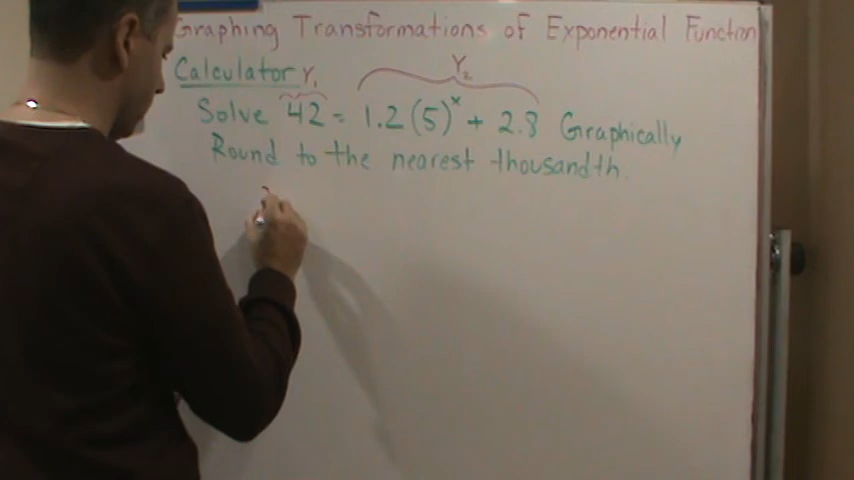 Graphing Transformations of Exponential Function
Calculator Y₁ Y₂
Solve 42 = 1.2(5)ˣ + 2.8 Graphically
Round to the nearest thousandth.